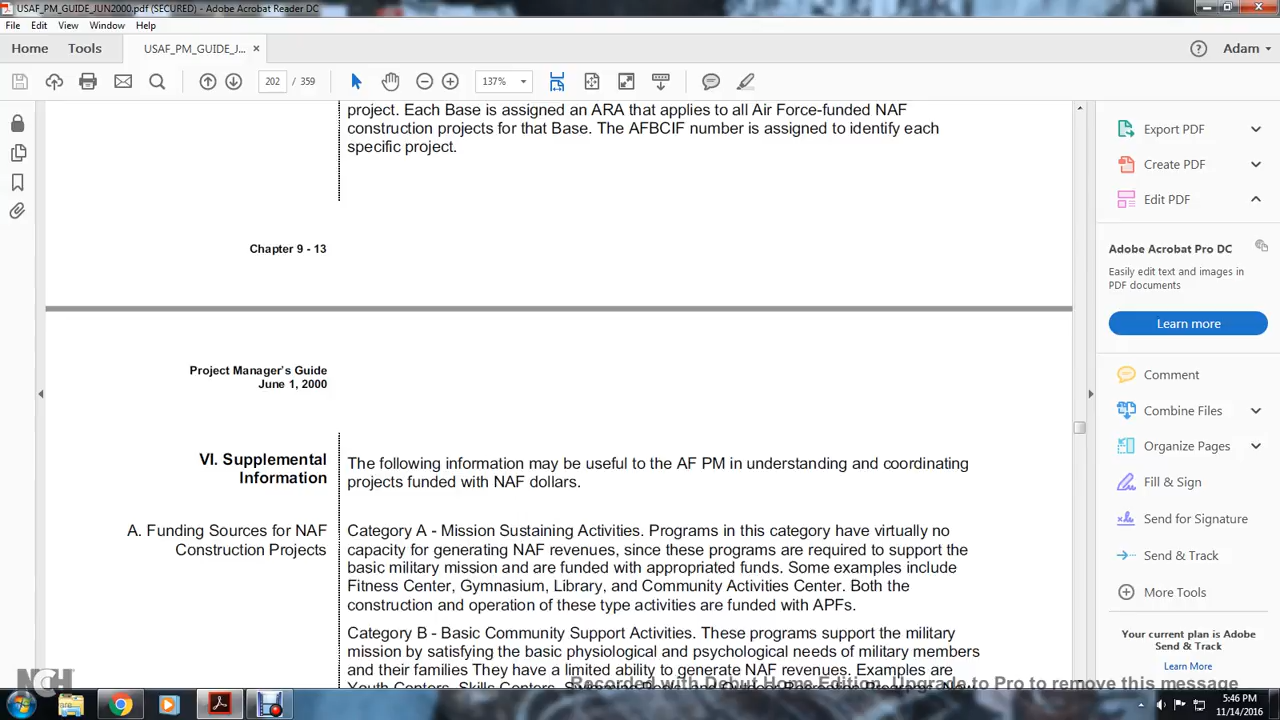 USAF_PM_GUIDE_JUN2000.pdf (SECURED) - Adobe Acrobat Reader DC
File Edit View Window Help
Home Tools USAF_PM_GUIDE_J... × Adam
202 / 359 137%
project. Each Base is assigned an ARA that applies to all Air Force-funded NAF
construction projects for that Base. The AFBCIF number is assigned to identify each
specific project.
Chapter 9 - 13
Project Manager's Guide
June 1, 2000
VI. Supplemental
Information
The following information may be useful to the AF PM in understanding and coordinating
projects funded with NAF dollars.
A. Funding Sources for NAF
Construction Projects
Category A - Mission Sustaining Activities. Programs in this category have virtually no
capacity for generating NAF revenues, since these programs are required to support the
basic military mission and are funded with appropriated funds. Some examples include
Fitness Center, Gymnasium, Library, and Community Activities Center. Both the
construction and operation of these type activities are funded with APFs.
Category B - Basic Community Support Activities. These programs support the military
mission by satisfying the basic physiological and psychological needs of military members
and their families They have a limited ability to generate NAF revenues. Examples are
Youth Centers, Skills Centers,
Export PDF
Create PDF
Edit PDF
Adobe Acrobat Pro DC
Easily edit text and images in
PDF documents
Learn more
Comment
Combine Files
Organize Pages
Fill & Sign
Send for Signature
Send & Track
More Tools
Your current plan is Adobe
Send & Track
Learn More
NCH
Recorded with Debut Home Edition. Upgrade to Pro to remove this message
5:46 PM
11/14/2016